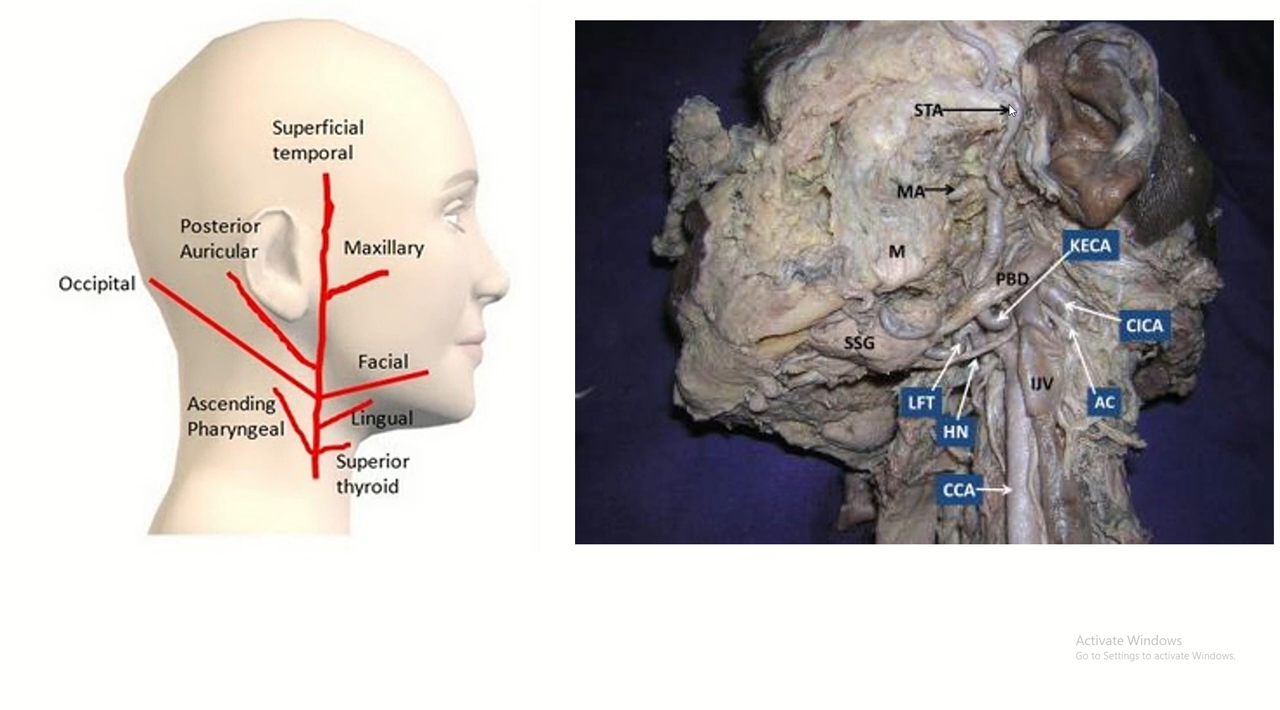 Superficial
temporal
Posterior
Auricular
Maxillary
Occipital
Facial
Ascending
Pharyngeal
Lingual
Superior
thyroid
STA
MA
M
KECA
PBD
CICA
SSG
IJV
LFT
AC
HN
CCA
Activate Windows
Go to Settings to activate Windows.